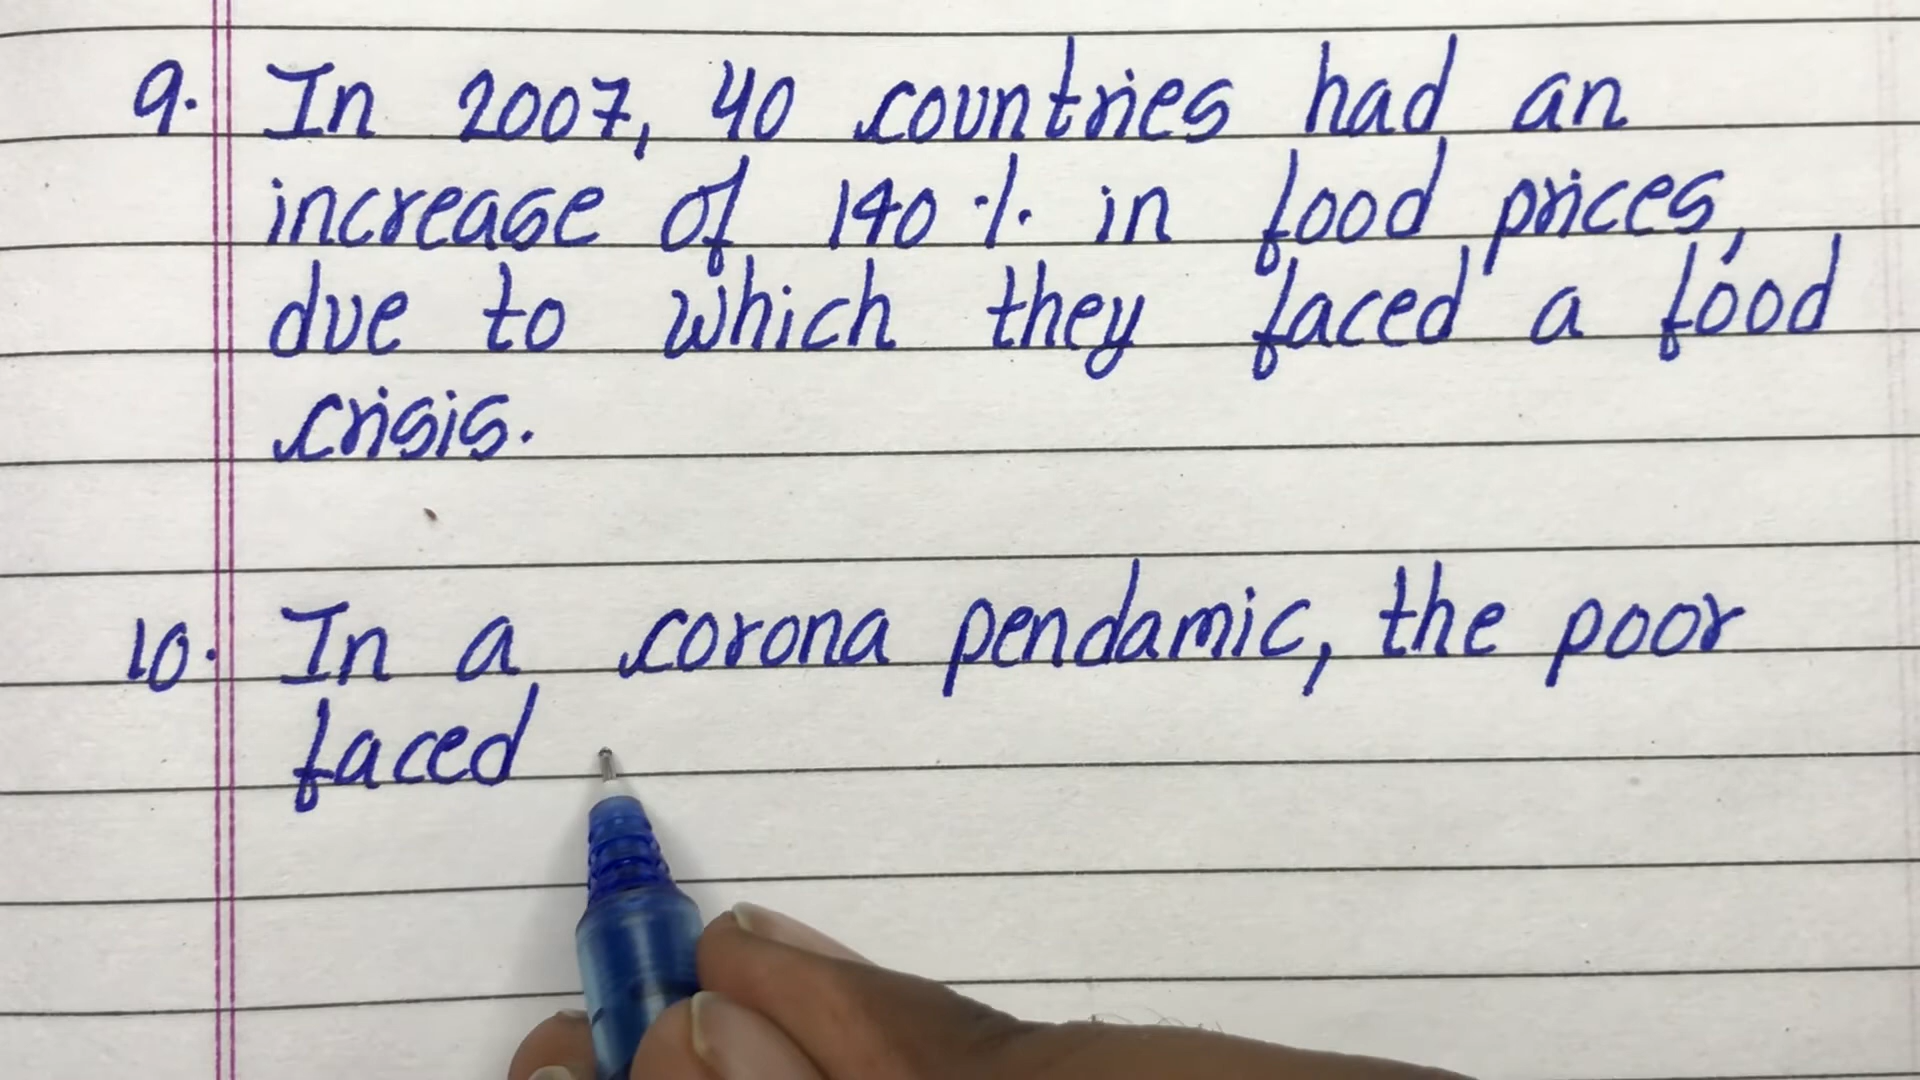 9. In 2007, 40 countries had an
increase of 140 % in food prices,
due to which they faced a food
crisis.
10. In a corona pendamic, the poor
faced